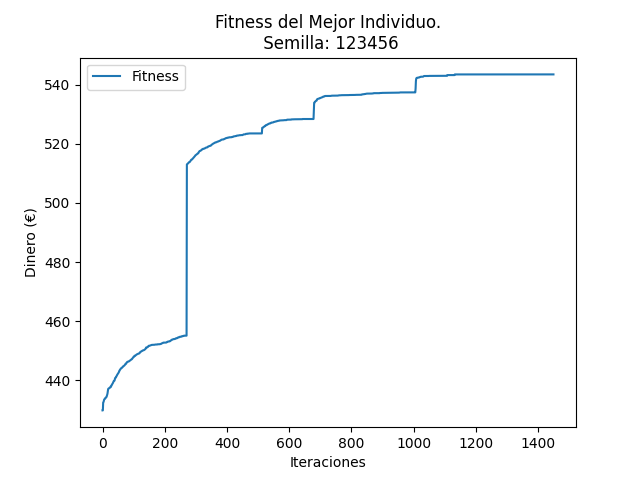 Fitness del Mejor Individuo.
Semilla: 123456
Fitness
540
520
500
480
460
440
Dinero (€)
0 200 400 600 800 1000 1200 1400
Iteraciones